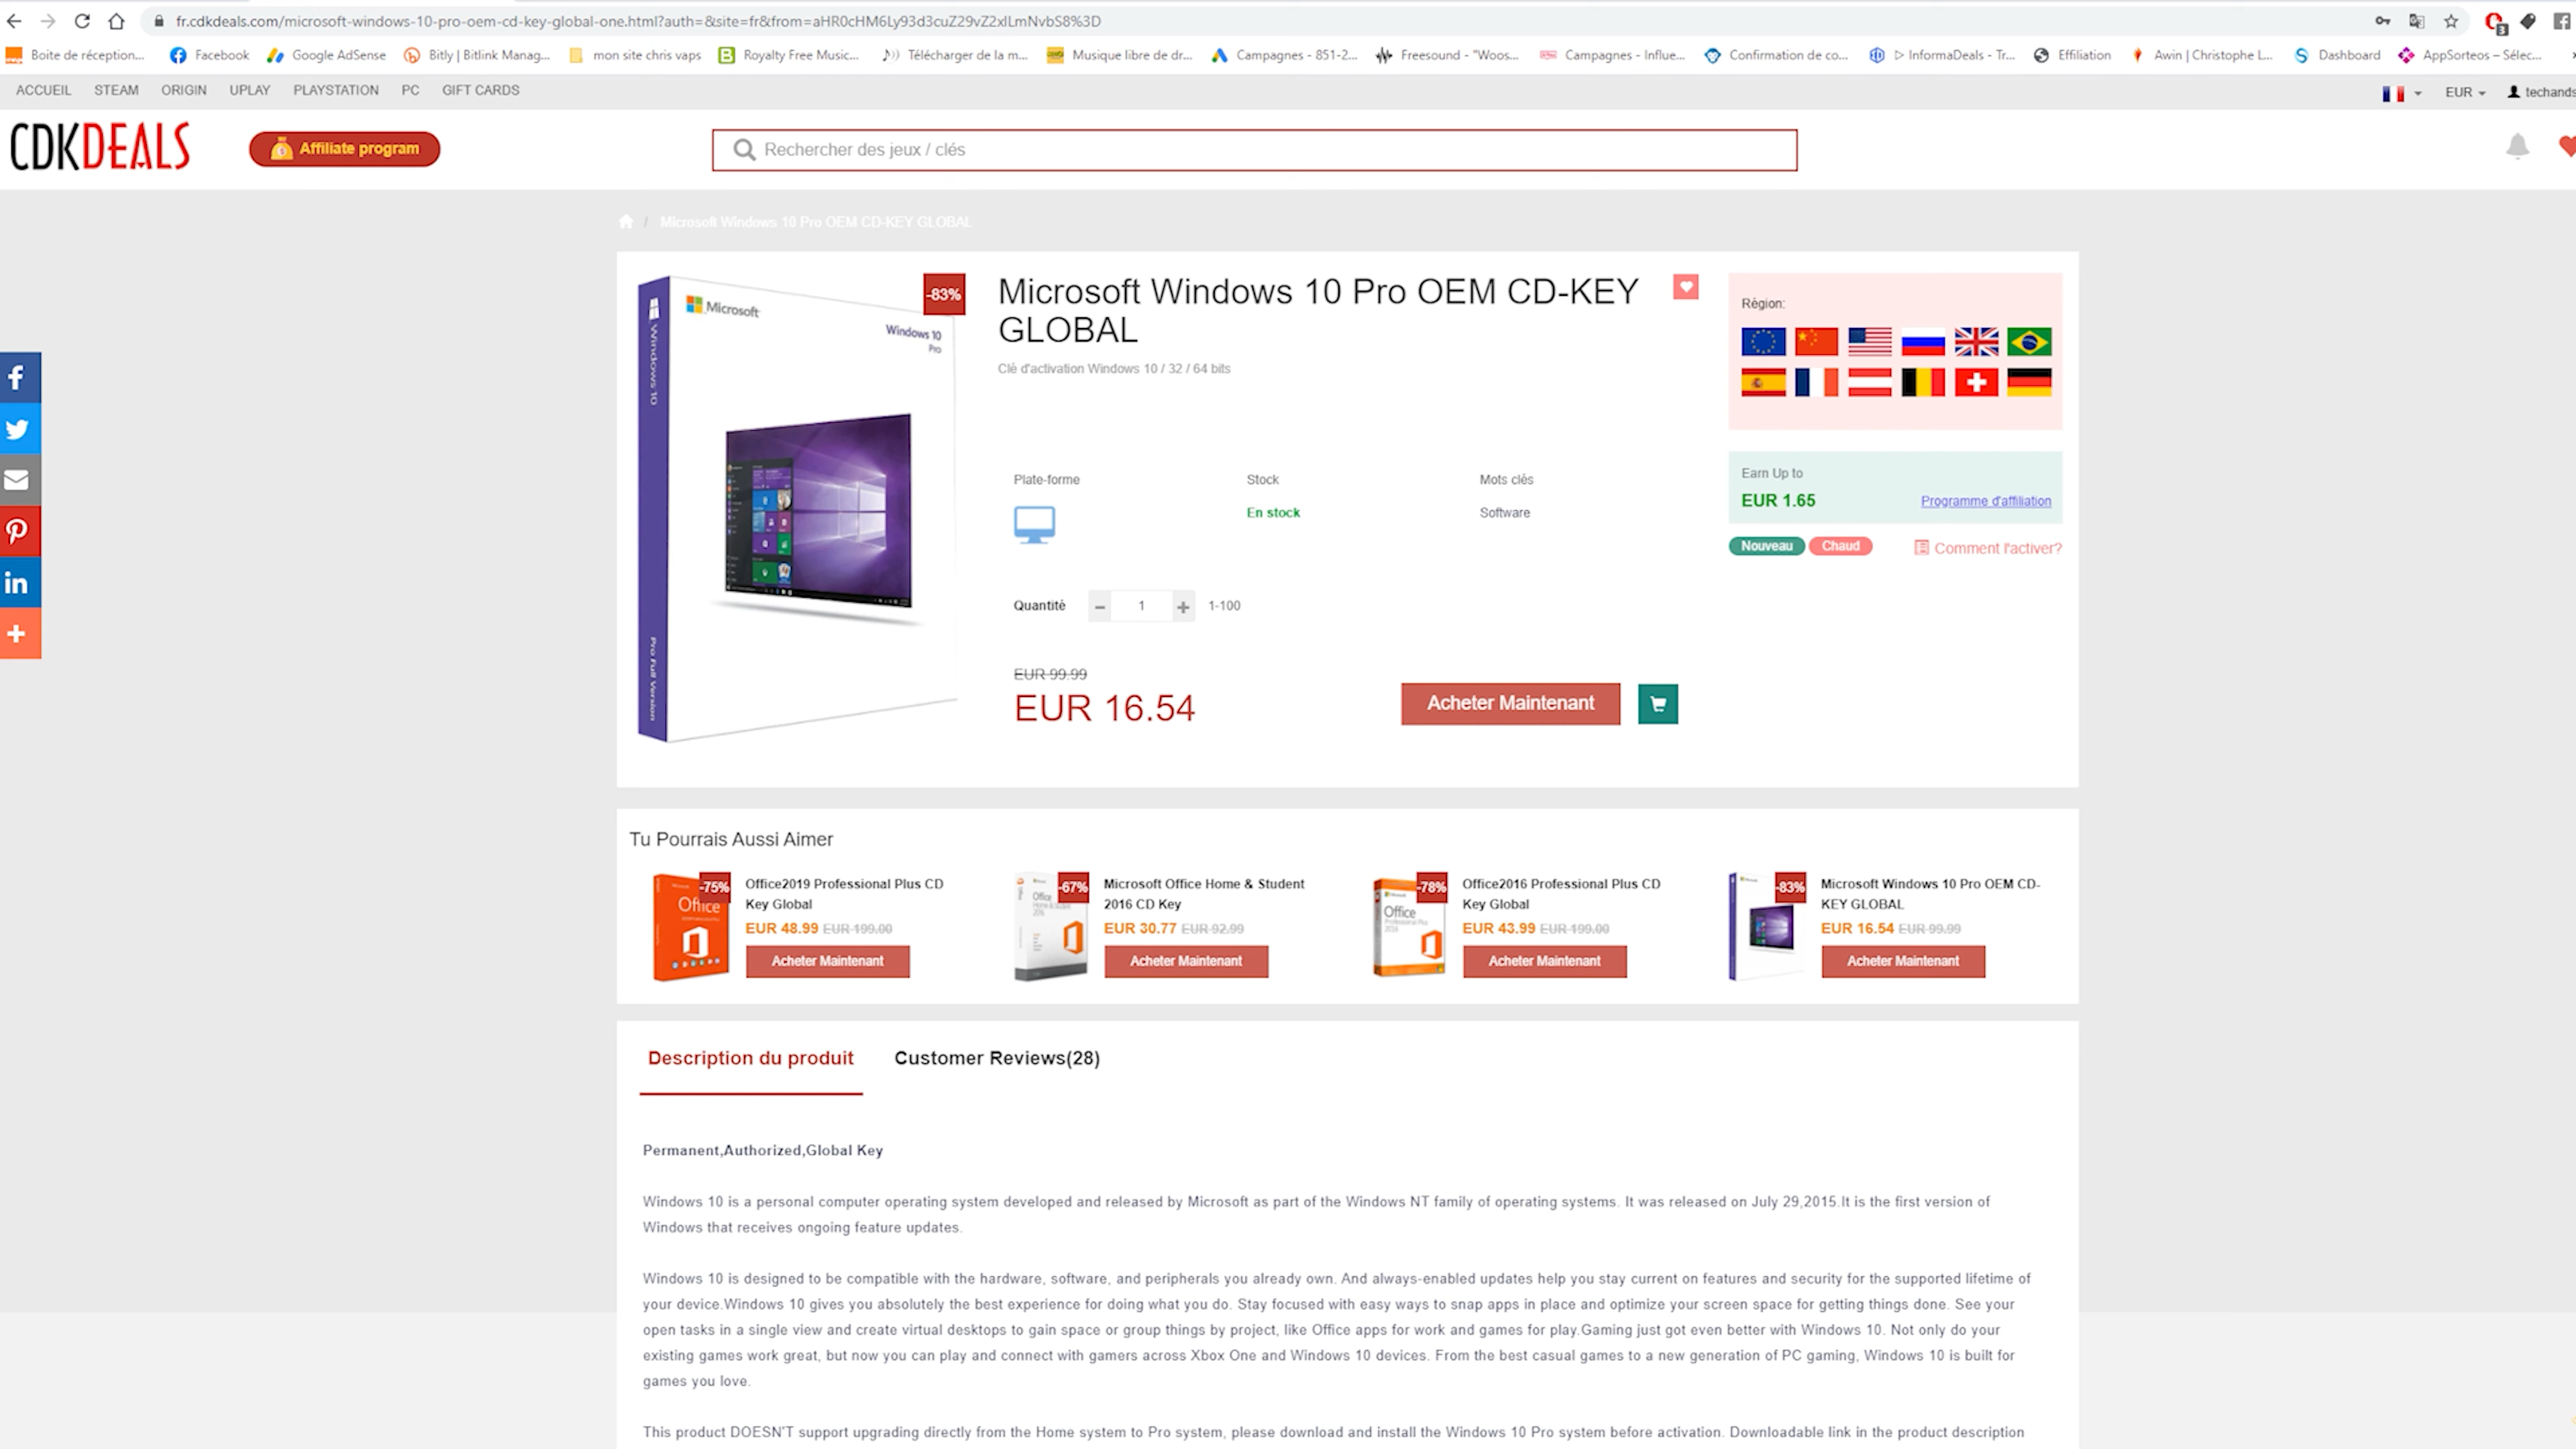 fr.cdkdeals.com/microsoft-windows-10-pro-oem-cd-key-global-one.html?auth=&site=fr&from=aHR0cHM6Ly93d3cuZ29vZ2xlLmNvbS8%3D
3
Boite de réception... Facebook Google AdSense Bitly | Bitlink Manag... mon site chris vaps Royalty Free Music... Télécharger de la m... Musique libre de dr... Campagnes - 851-2... Freesound - "Woos... Campagnes - Influe... Confirmation de co... ▷ InformaDeals - Tr... Effiliation Awin | Christophe L... Dashboard AppSorteos – Sélec...
ACCUEIL STEAM ORIGIN UPLAY PLAYSTATION PC GIFT CARDS EUR techands
CDKDEALS Affiliate program Rechercher des jeux / clés
/ Microsoft Windows 10 Pro OEM CD-KEY GLOBAL
-83%
Microsoft
Windows 10
Pro
Windows 10
Pro Full Version
Microsoft Windows 10 Pro OEM CD-KEY
GLOBAL
Clé d'activation Windows 10 / 32 / 64 bits
Plate-forme Stock Mots clés
En stock Software
Quantité − 1 + 1-100
EUR 99.99
EUR 16.54
Acheter Maintenant
Région:
Earn Up to
EUR 1.65 Programme d'affiliation
Nouveau Chaud Comment l'activer?
Tu Pourrais Aussi Aimer
-75%
Office
Office2019 Professional Plus CD
Key Global
EUR 48.99 EUR 199.00
Acheter Maintenant
-67%
Office
Microsoft Office Home & Student
2016 CD Key
EUR 30.77 EUR 92.99
Acheter Maintenant
-78%
Office
Office2016 Professional Plus CD
Key Global
EUR 43.99 EUR 199.00
Acheter Maintenant
-83%
Microsoft Windows 10 Pro OEM CD-
KEY GLOBAL
EUR 16.54 EUR 99.99
Acheter Maintenant
Description du produit Customer Reviews(28)
Permanent,Authorized,Global Key
Windows 10 is a personal computer operating system developed and released by Microsoft as part of the Windows NT family of operating systems. It was released on July 29,2015.It is the first version of
Windows that receives ongoing feature updates.
Windows 10 is designed to be compatible with the hardware, software, and peripherals you already own. And always-enabled updates help you stay current on features and security for the supported lifetime of
your device.Windows 10 gives you absolutely the best experience for doing what you do. Stay focused with easy ways to snap apps in place and optimize your screen space for getting things done. See your
open tasks in a single view and create virtual desktops to gain space or group things by project, like Office apps for work and games for play.Gaming just got even better with Windows 10. Not only do your
existing games work great, but now you can play and connect with gamers across Xbox One and Windows 10 devices. From the best casual games to a new generation of PC gaming, Windows 10 is built for
games you love.
This product DOESN'T support upgrading directly from the Home system to Pro system, please download and install the Windows 10 Pro system before activation. Downloadable link in the product description